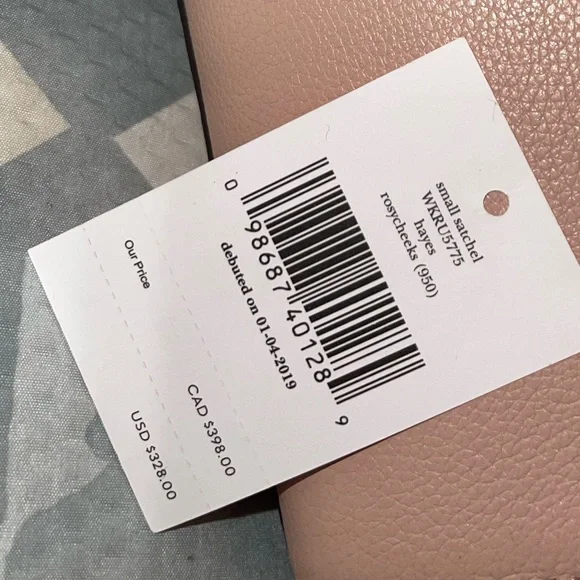 small satchel
WKRU5775
hayes
rosycheeks (950)
0 98687 40128 9
debuted on 01-04-2019
CAD $398.00
Our Price
USD $328.00